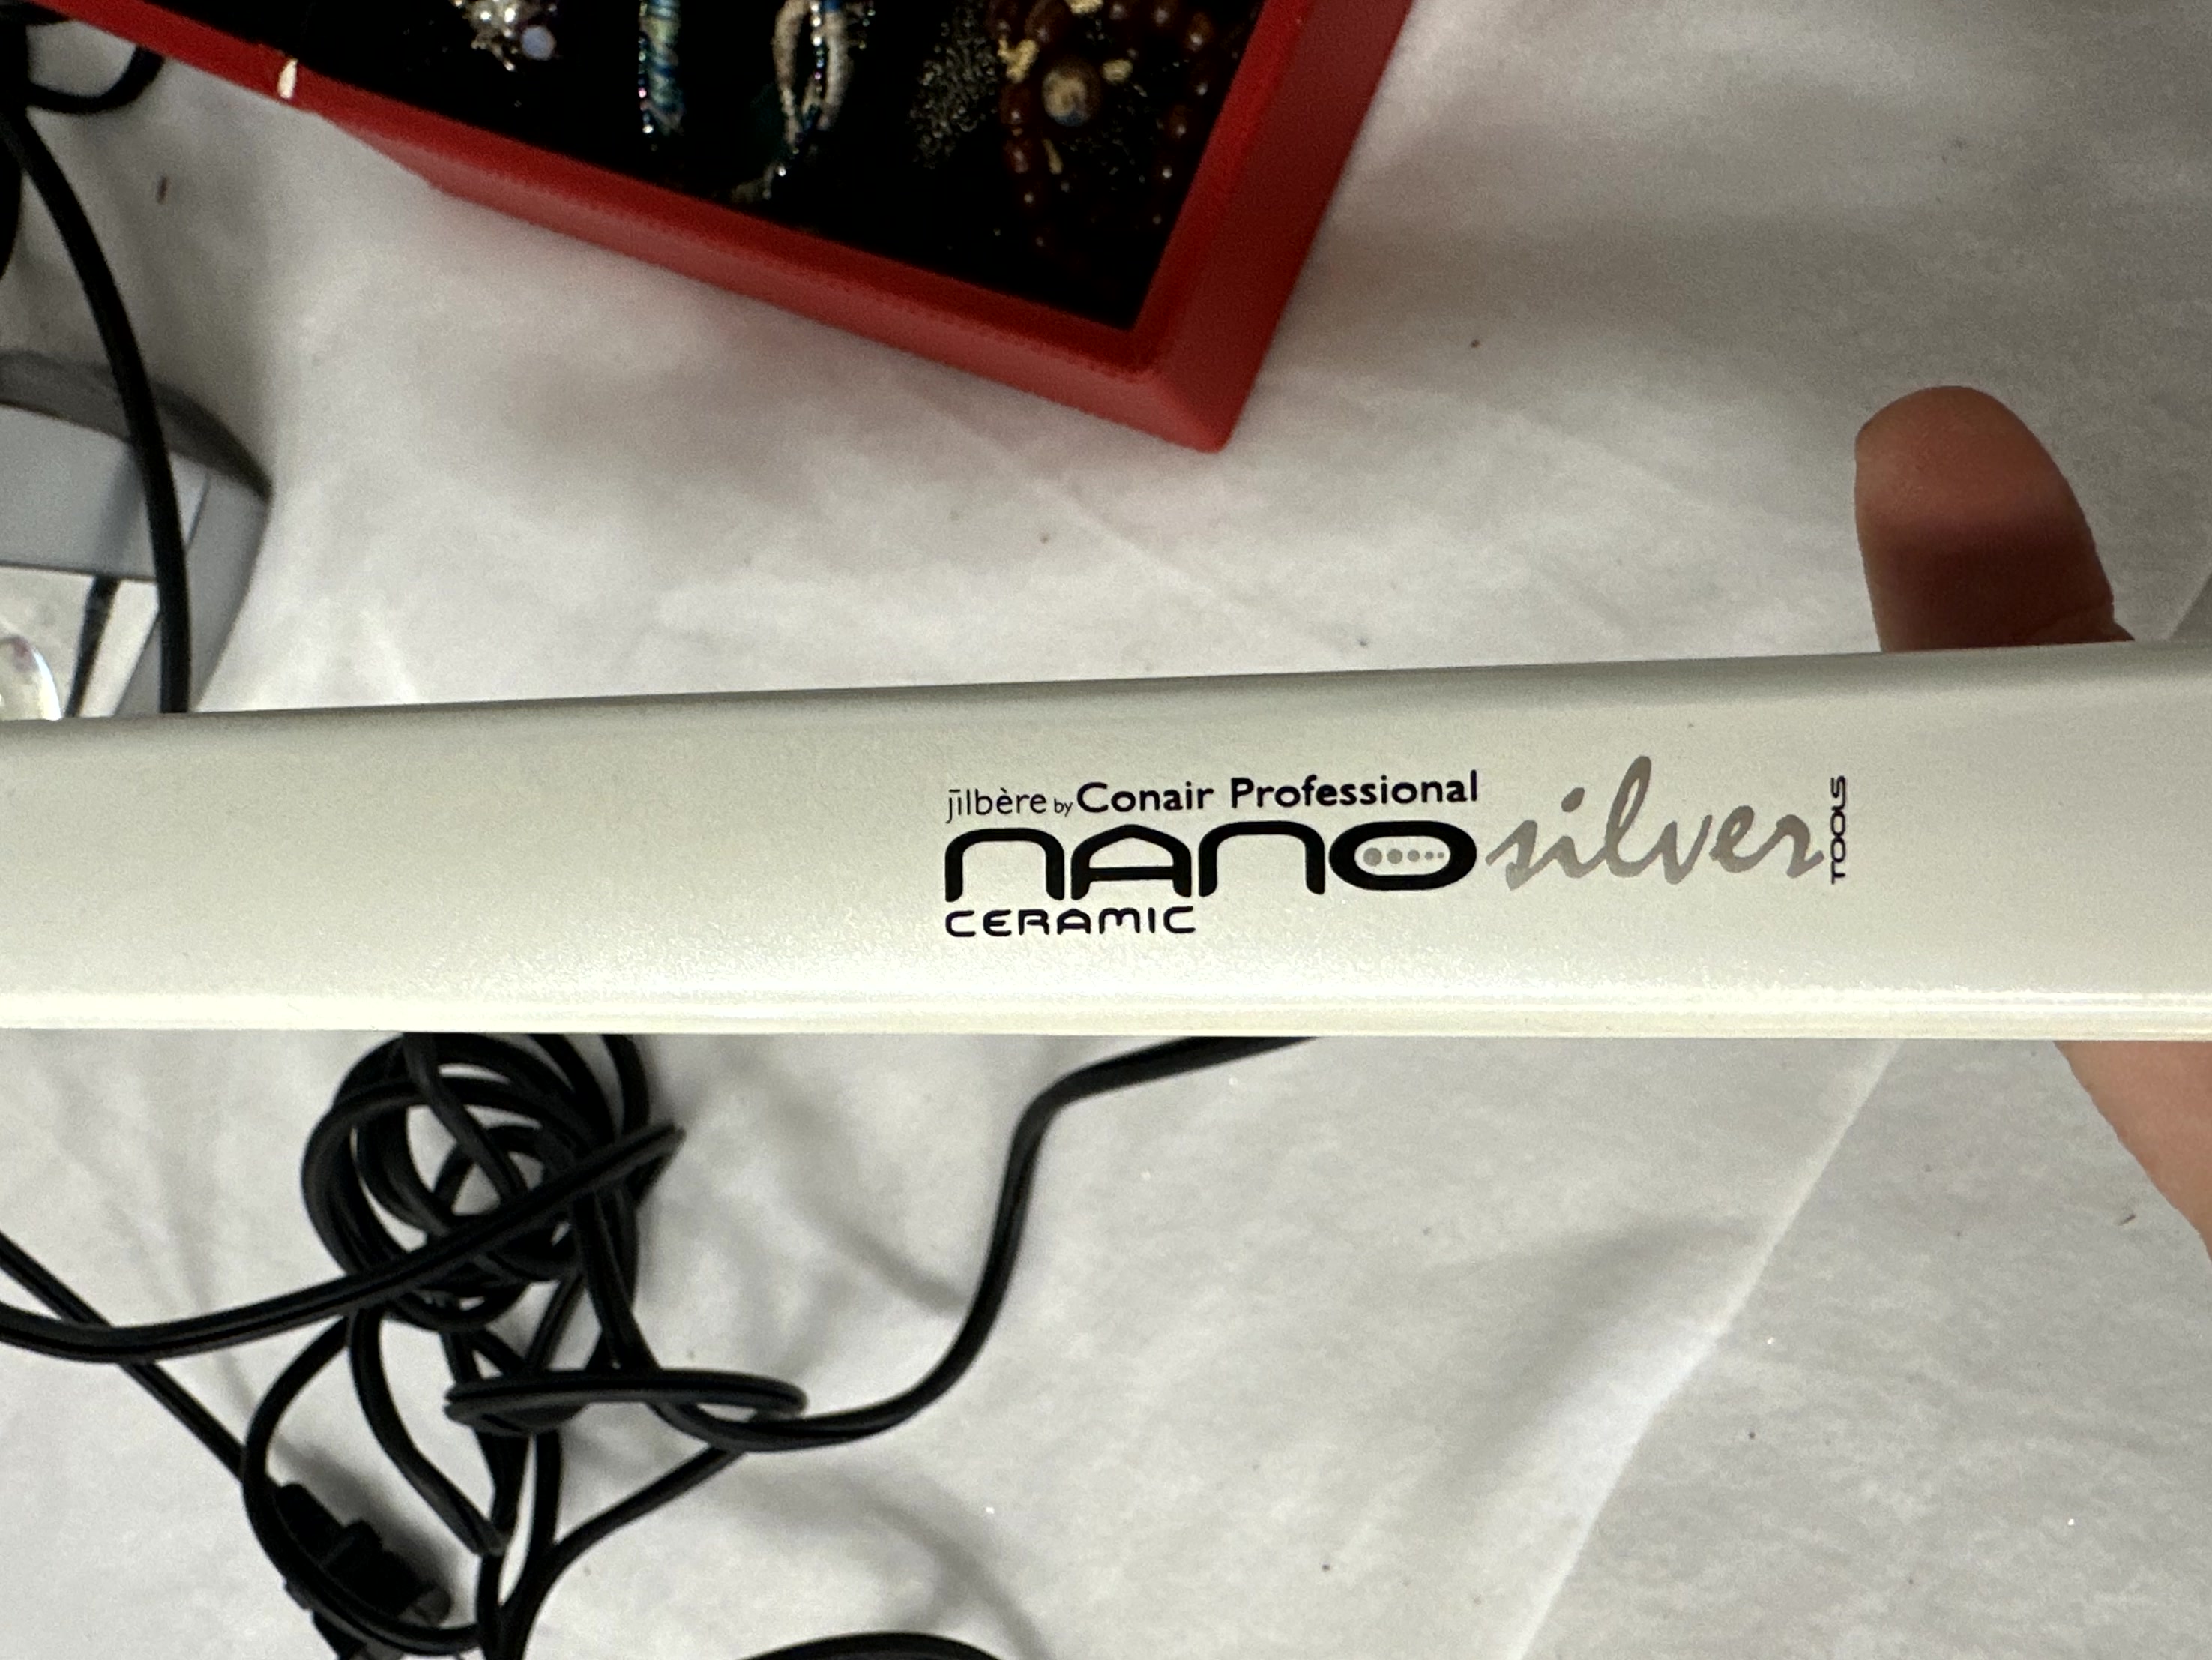 jilbère by Conair Professional
nano silver TOOLS
CERAMIC